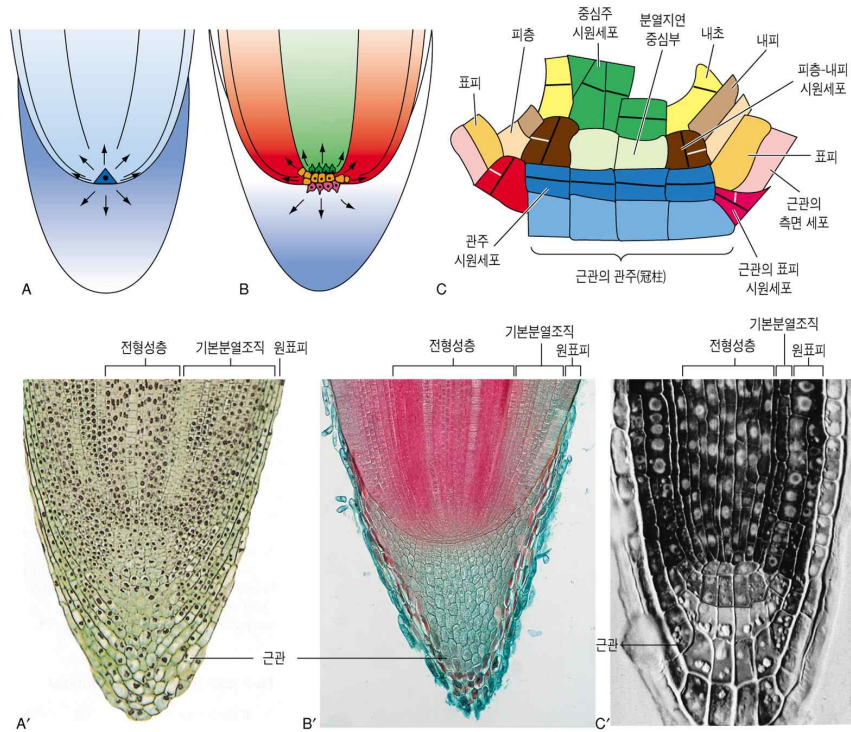 중심주
시원세포
분열지연
중심부
피층
내초
내피
표피
피층-내피
시원세포
표피
근관의
측면 세포
관주
시원세포
근관의 표피
시원세포
근관의 관주(冠柱)
A
B
C
전형성층
기본분열조직
원표피
전형성층
기본분열조직
원표피
전형성층
기본분열조직
원표피
근관
근관
A′
B′
C′